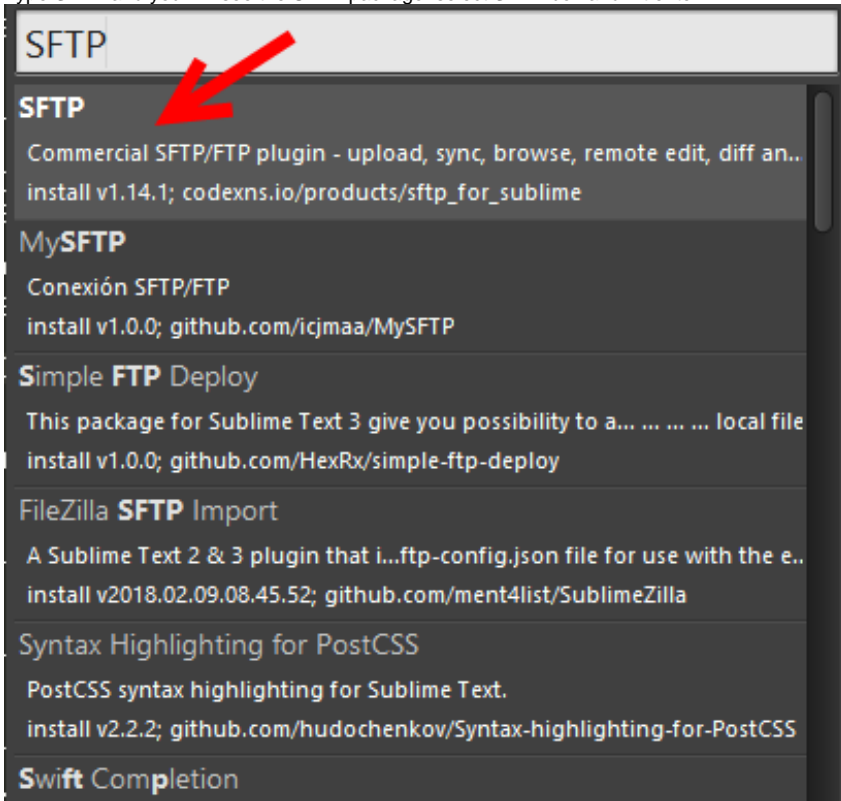 SFTP
SFTP
Commercial SFTP/FTP plugin - upload, sync, browse, remote edit, diff an..
install v1.14.1; codexns.io/products/sftp_for_sublime
MySFTP
Conexión SFTP/FTP
install v1.0.0; github.com/icjmaa/MySFTP
Simple FTP Deploy
This package for Sublime Text 3 give you possibility to a... ... ... ... local file
install v1.0.0; github.com/HexRx/simple-ftp-deploy
FileZilla SFTP Import
A Sublime Text 2 & 3 plugin that i...ftp-config.json file for use with the e..
install v2018.02.09.08.45.52; github.com/ment4list/SublimeZilla
Syntax Highlighting for PostCSS
PostCSS syntax highlighting for Sublime Text.
install v2.2.2; github.com/hudochenkov/Syntax-highlighting-for-PostCSS
Swift Completion